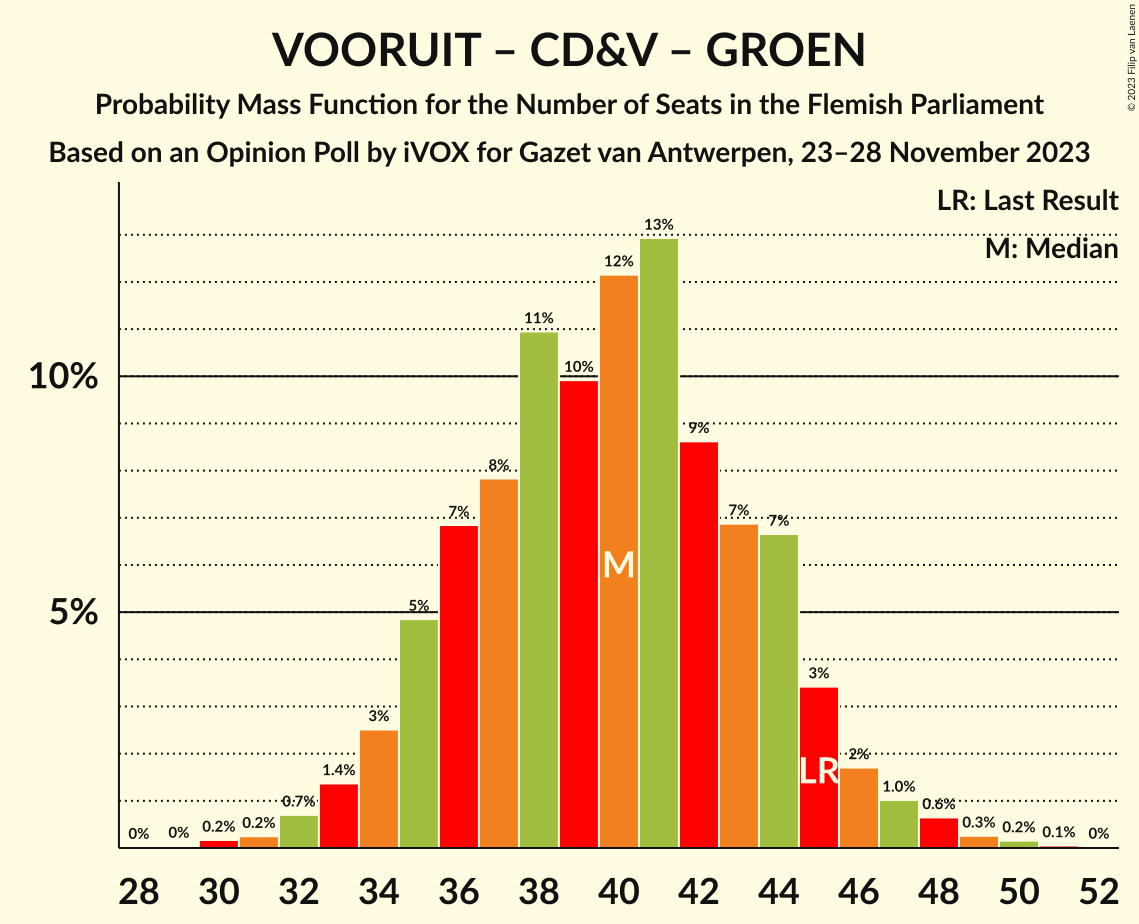 VOORUIT – CD&V – GROEN
Probability Mass Function for the Number of Seats in the Flemish Parliament
Based on an Opinion Poll by iVOX for Gazet van Antwerpen, 23–28 November 2023
© 2023 Filip van Laenen
LR: Last Result
M: Median
10%
5%
0% 0% 0.2% 0.2% 0.7% 1.4% 3% 5% 7% 8% 11% 10% 12% 13% 9% 7% 7% 3% 2% 1.0% 0.6% 0.3% 0.2% 0.1% 0%
M
LR
28 30 32 34 36 38 40 42 44 46 48 50 52